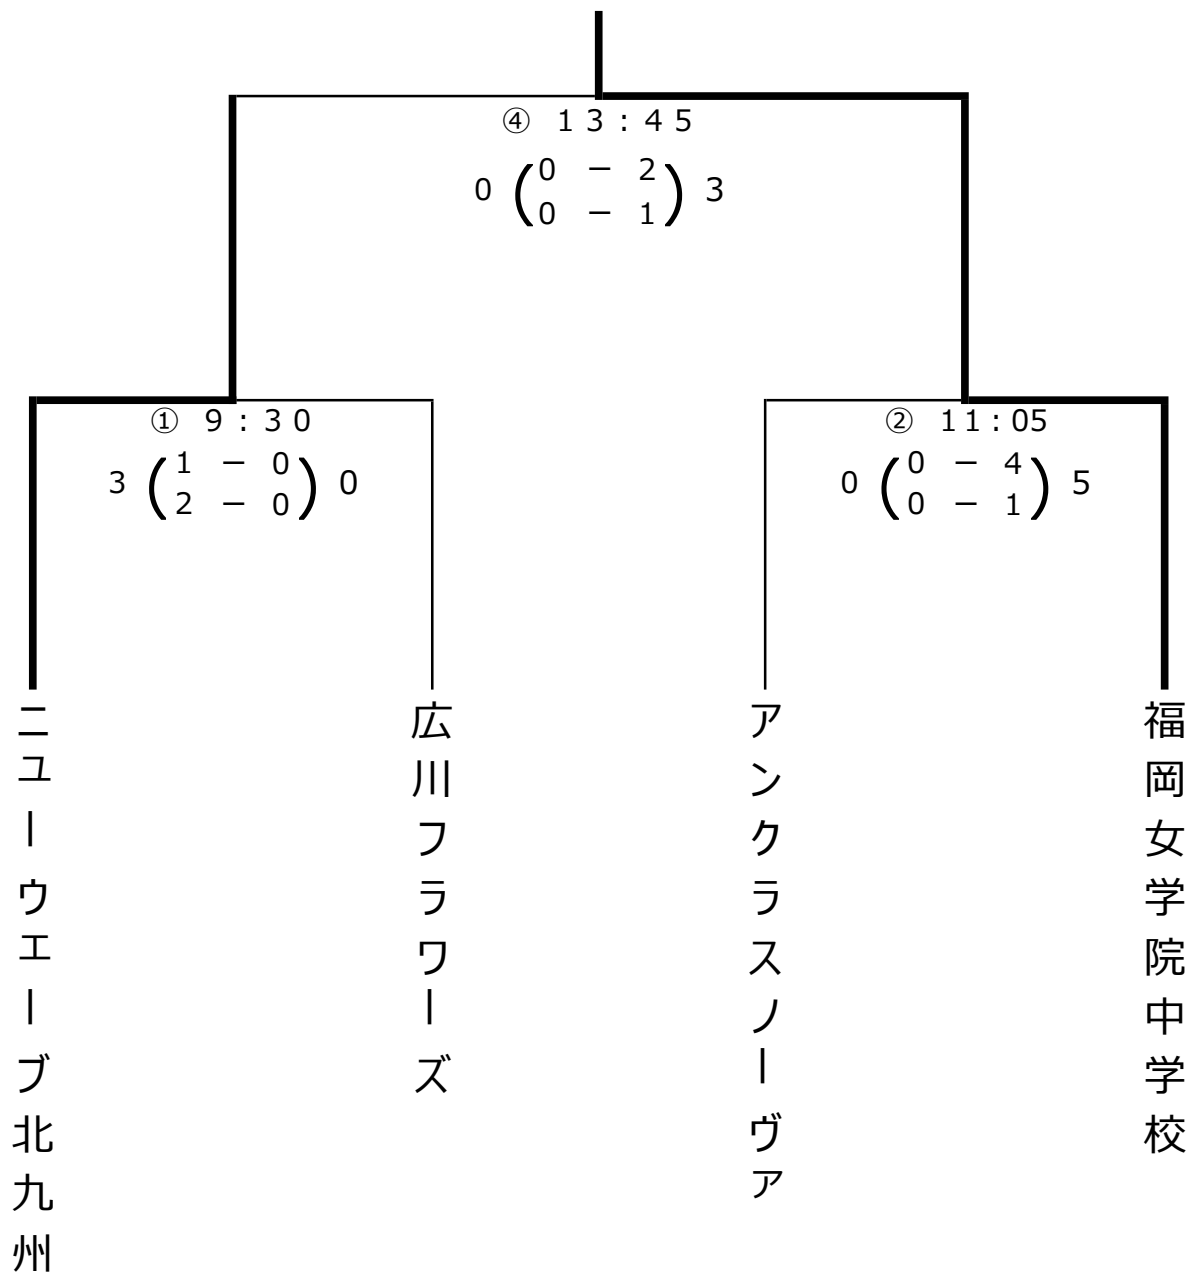 ④ 13:45
0 (0 － 2) 3
0 － 1
① 9:30
3 (1 － 0) 0
2 － 0
② 11:05
0 (0 － 4) 5
0 － 1
ニューウェーブ北九州
広川フラワーズ
アンクラスノーヴァ
福岡女学院中学校